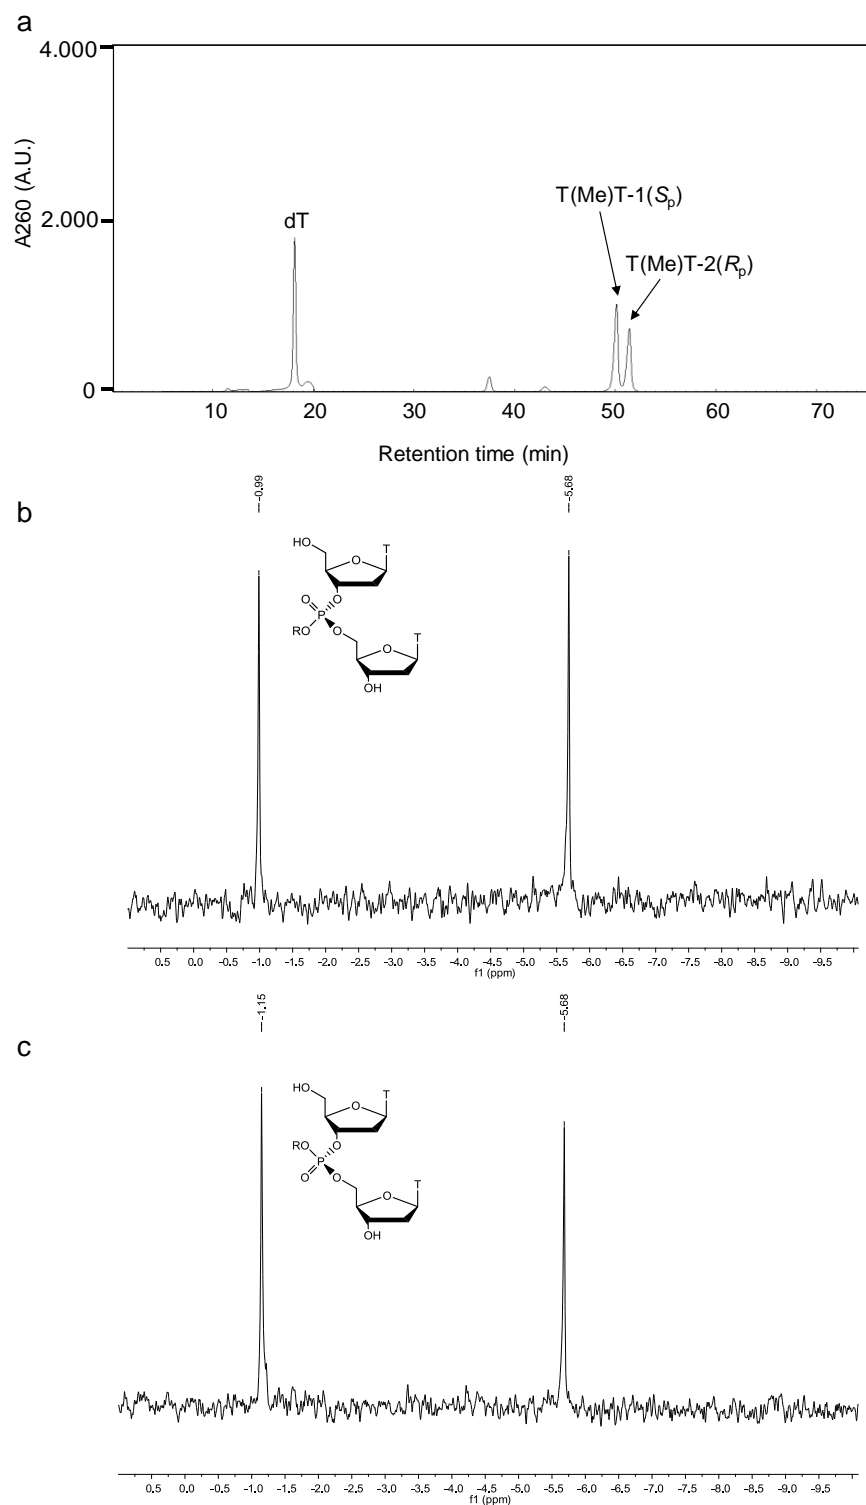 a
4.000
2.000
0
A260 (A.U.)
dT
T(Me)T-1(Sp)
T(Me)T-2(Rp)
10 20 30 40 50 60 70
Retention time (min)
b
-0.99
-5.68
HO
O
T
O
O
P
RO
O
O
T
OH
0.5 0.0 -0.5 -1.0 -1.5 -2.0 -2.5 -3.0 -3.5 -4.0 -4.5 -5.0 -5.5 -6.0 -6.5 -7.0 -7.5 -8.0 -8.5 -9.0 -9.5
f1 (ppm)
c
-1.15
-5.68
HO
O
T
RO
O
P
O
O
O
T
OH
0.5 0.0 -0.5 -1.0 -1.5 -2.0 -2.5 -3.0 -3.5 -4.0 -4.5 -5.0 -5.5 -6.0 -6.5 -7.0 -7.5 -8.0 -8.5 -9.0 -9.5
f1 (ppm)